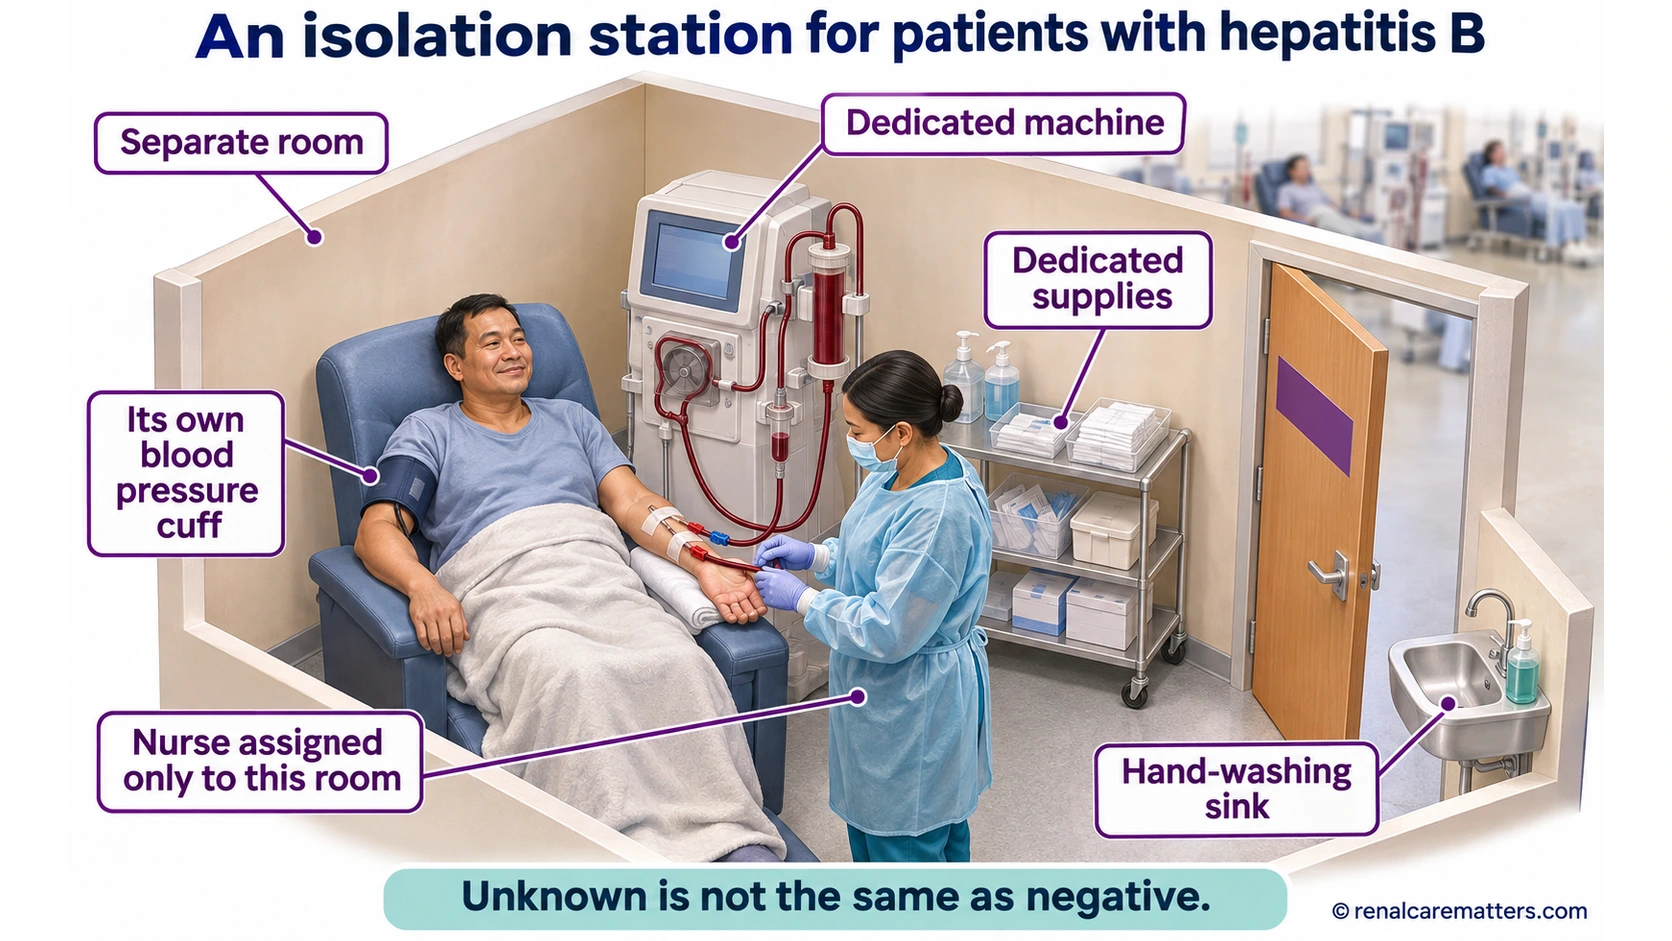 An isolation station for patients with hepatitis B
Separate room
Dedicated machine
Dedicated
supplies
Its own
blood
pressure
cuff
Nurse assigned
only to this room
Hand-washing
sink
Unknown is not the same as negative.
© renalcarematters.com